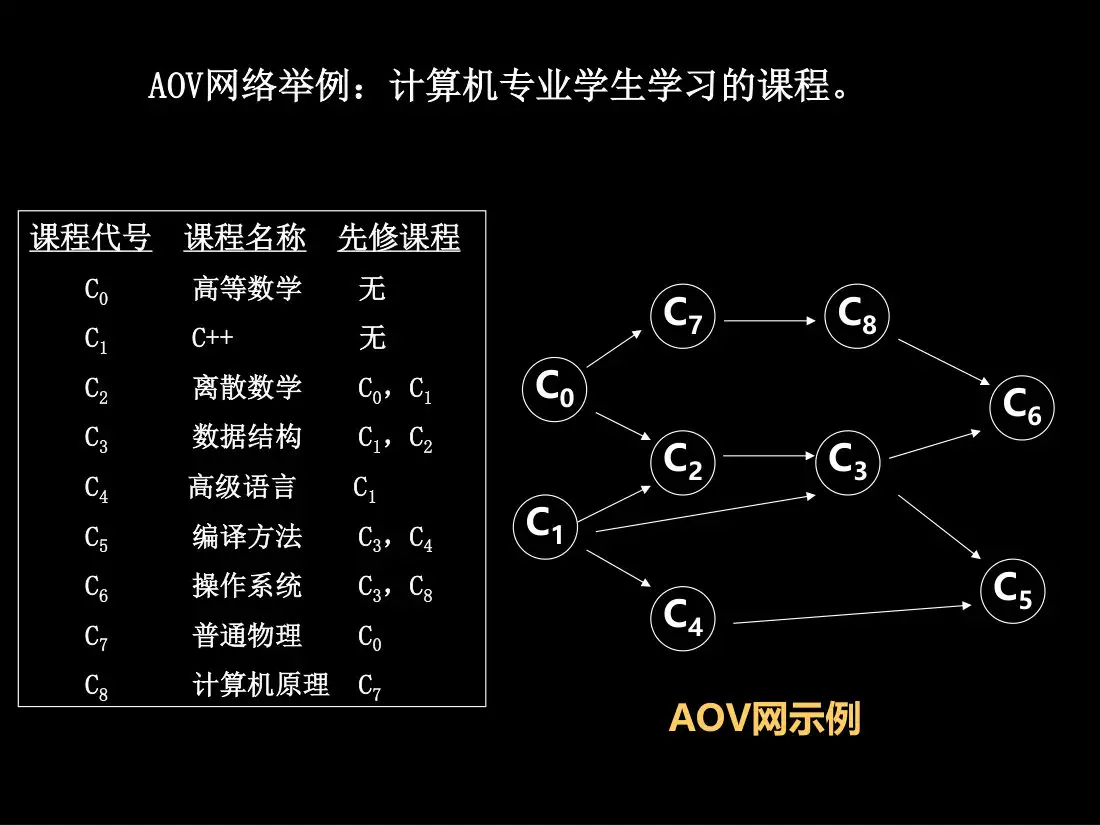 AOV网络举例：计算机专业学生学习的课程。
课程代号 课程名称 先修课程
C0 高等数学 无
C1 C++ 无
C2 离散数学 C0，C1
C3 数据结构 C1，C2
C4 高级语言 C1
C5 编译方法 C3，C4
C6 操作系统 C3，C8
C7 普通物理 C0
C8 计算机原理 C7
C7
C8
C0
C6
C2
C3
C1
C5
C4
AOV网示例